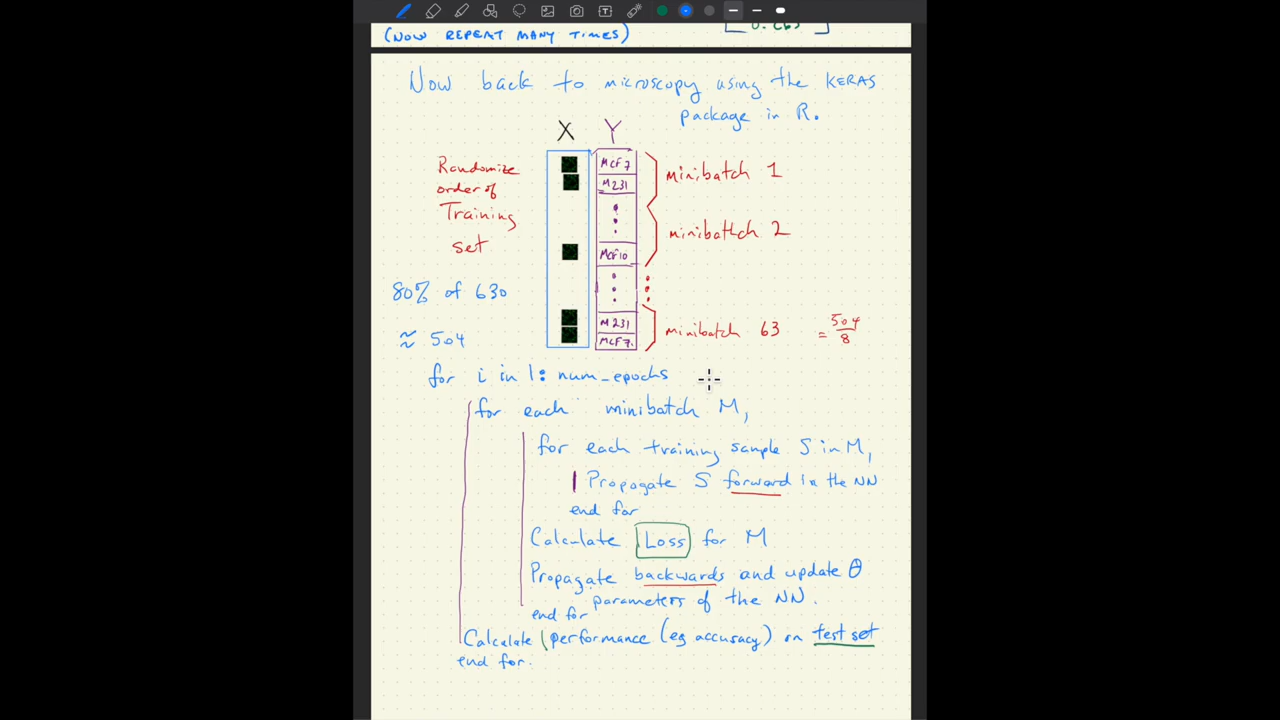 (NOW REPEAT MANY TIMES)
0.265
Now back to microscopy using the KERAS
package in R.
X Y
Randomize
order of
Training
set
MCF7
M231
MCF10
M231
MCF7.
minibatch 1
minibattch 2
minibatch 63 = 504
8
80% of 630
≈ 504
for i in 1: num_epochs
for each minibatch M,
for each training sample S in M,
Propagate S forward in the NN
end for
Calculate Loss for M
Propagate backwards and update θ
parameters of the NN.
end for
Calculate performance (eg accuracy) on test set
end for.